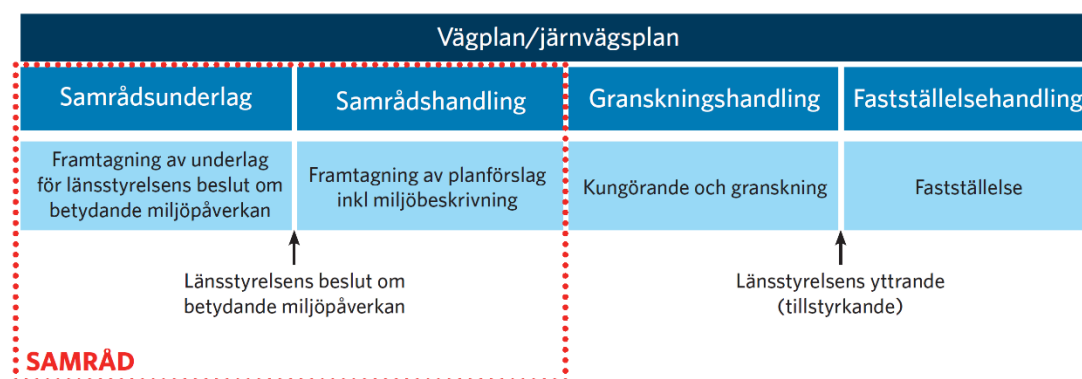 Vägplan/järnvägsplan
Samrådsunderlag
Samrådshandling
Granskningshandling
Fastställelsehandling
Framtagning av underlag
för länsstyrelsens beslut om
betydande miljöpåverkan
Framtagning av planförslag
inkl miljöbeskrivning
Kungörande och granskning
Fastställelse
Länsstyrelsens beslut om
betydande miljöpåverkan
Länsstyrelsens yttrande
(tillstyrkande)
SAMRÅD